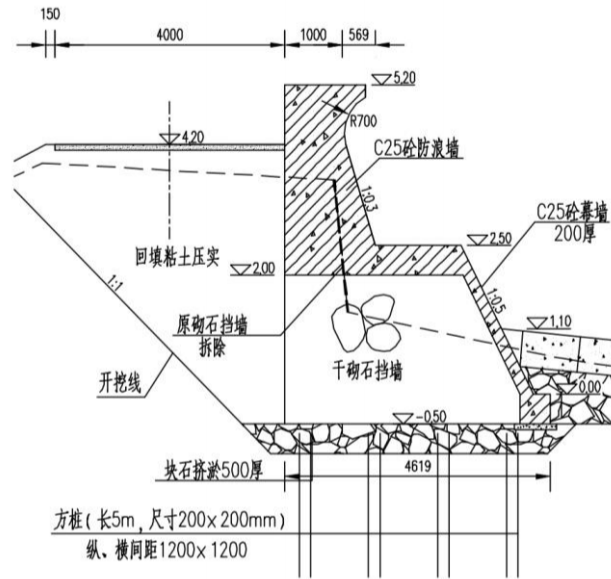 150
4000
1000
569
5.20
R700
4.20
C25砼防浪墙
1:0.3
C25砼幕墙
200厚
2.50
回填粘土压实
2.00
1:1
1:0.5
原砌石挡墙
拆除
1.10
干砌石挡墙
开挖线
0.00
-0.50
块石挤淤500厚
4619
方桩(长5m,尺寸200x200mm)
纵、横间距1200x1200